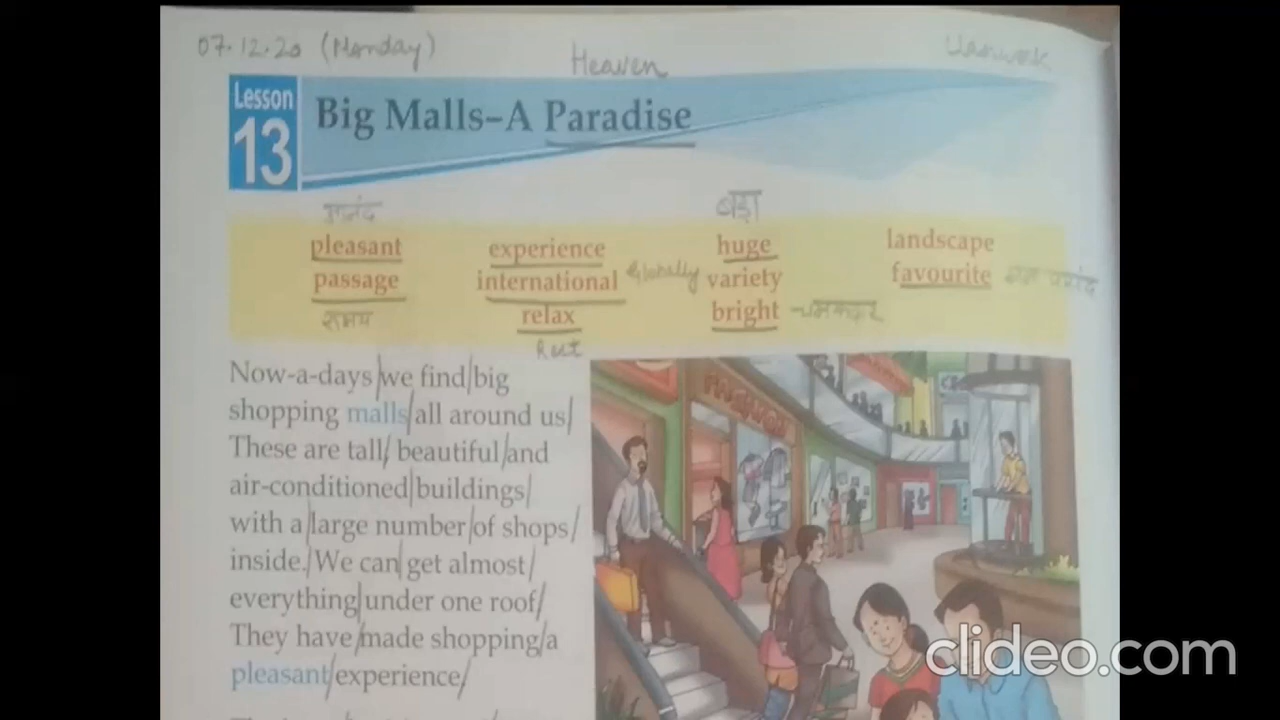 07.12.20 (Monday)
Heaven
Lesson
13
Big Malls–A Paradise
बड़ा
pleasant experience huge landscape
passage international Globally variety favourite
समय relax bright - चमकदार
Rest
Now-a-days we find big
shopping malls all around us
These are tall beautiful and
air-conditioned buildings
with a large number of shops
inside. We can get almost
everything under one roof
They have made shopping a
pleasant experience
FASHION
clideo.com